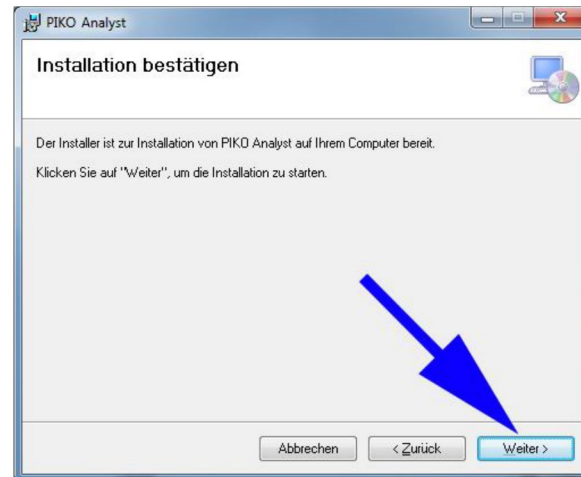 PIKO Analyst
Installation bestätigen
Der Installer ist zur Installation von PIKO Analyst auf Ihrem Computer bereit.
Klicken Sie auf "Weiter", um die Installation zu starten.
Abbrechen
< Zurück
Weiter >